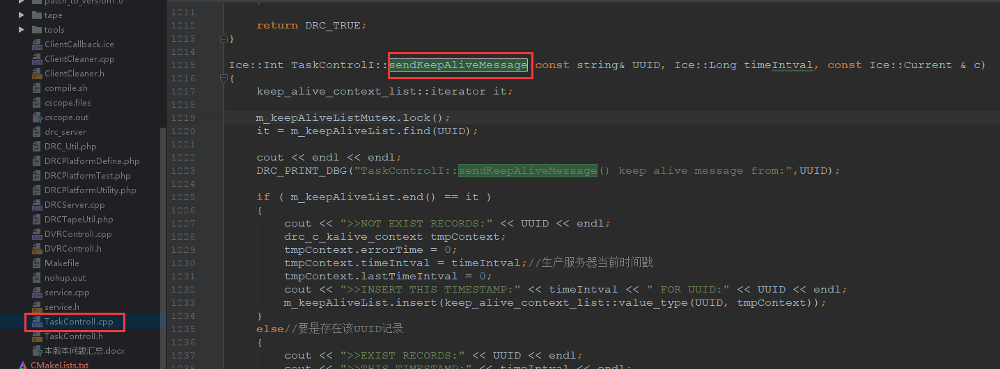 patch_to_version1.0
tape
tools
ClientCallback.ice
ClientCleaner.cpp
ClientCleaner.h
compile.sh
cscope.files
cscope.out
drc_server
DRC_Util.php
DRCPlatformDefine.php
DRCPlatformTest.php
DRCPlatformUtility.php
DRCServer.cpp
DRCTapeUtil.php
DVRControlI.cpp
DVRControlI.h
Makefile
nohup.out
service.cpp
service.h
TaskControlI.cpp
TaskControlI.h
本版本问题汇总.docx
CMakeLists.txt
1211
1212 return DRC_TRUE;
1213 }
1214
1215 Ice::Int TaskControlI::sendKeepAliveMessage(const string& UUID, Ice::Long timeIntval, const Ice::Current & c)
1216 {
1217 keep_alive_context_list::iterator it;
1218
1219 m_keepAliveListMutex.lock();
1220 it = m_keepAliveList.find(UUID);
1221
1222 cout << endl << endl;
1223 DRC_PRINT_DBG("TaskControlI::sendKeepAliveMessage() keep alive message from:",UUID);
1224
1225 if ( m_keepAliveList.end() == it )
1226 {
1227 cout << ">>NOT EXIST RECORDS:" << UUID << endl;
1228 drc_c_kalive_context tmpContext;
1229 tmpContext.errorTime = 0;
1230 tmpContext.timeIntval = timeIntval;//生产服务器当前时间戳
1231 tmpContext.lastTimeIntval = 0;
1232 cout << ">>INSERT THIS TIMESTAMP:" << timeIntval << " FOR UUID:" << UUID << endl;
1233 m_keepAliveList.insert(keep_alive_context_list::value_type(UUID, tmpContext));
1234 }
1235 else//要是存在该UUID记录
1236 {
1237 cout << ">>EXIST RECORDS:" << UUID << endl;
1238 cout << ">>THIS TIMESTAMP:" << timeIntval << endl;